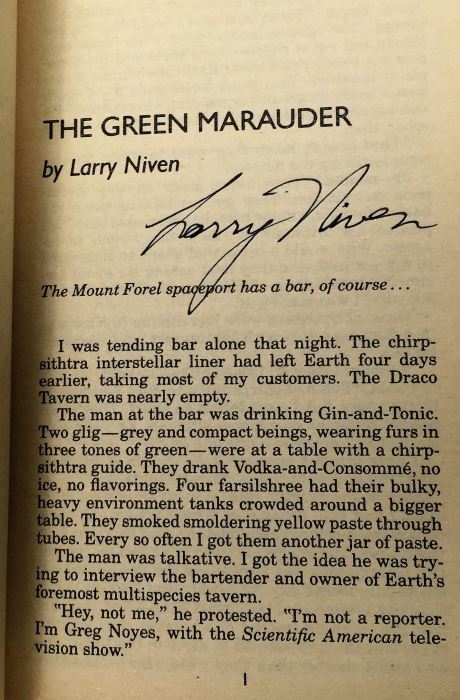 THE GREEN MARAUDER
by Larry Niven
Larry Niven
The Mount Forel spaceport has a bar, of course...
I was tending bar alone that night. The chirp-
sithtra interstellar liner had left Earth four days
earlier, taking most of my customers. The Draco
Tavern was nearly empty.
The man at the bar was drinking Gin-and-Tonic.
Two glig—grey and compact beings, wearing furs in
three tones of green—were at a table with a chirp-
sithtra guide. They drank Vodka-and-Consommé, no
ice, no flavorings. Four farsilshree had their bulky,
heavy environment tanks crowded around a bigger
table. They smoked smoldering yellow paste through
tubes. Every so often I got them another jar of paste.
The man was talkative. I got the idea he was try-
ing to interview the bartender and owner of Earth's
foremost multispecies tavern.
"Hey, not me," he protested. "I'm not a reporter.
I'm Greg Noyes, with the Scientific American tele-
vision show."
1